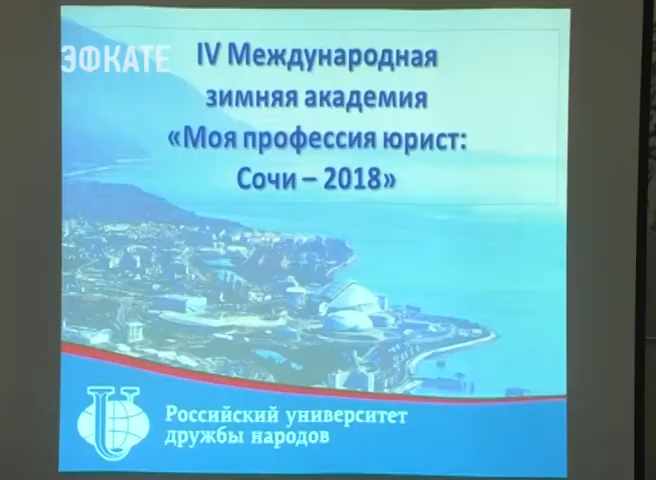 ЭФКАТЕ
IV Международная
зимняя академия
«Моя профессия юрист:
Сочи – 2018»
Российский университет
дружбы народов